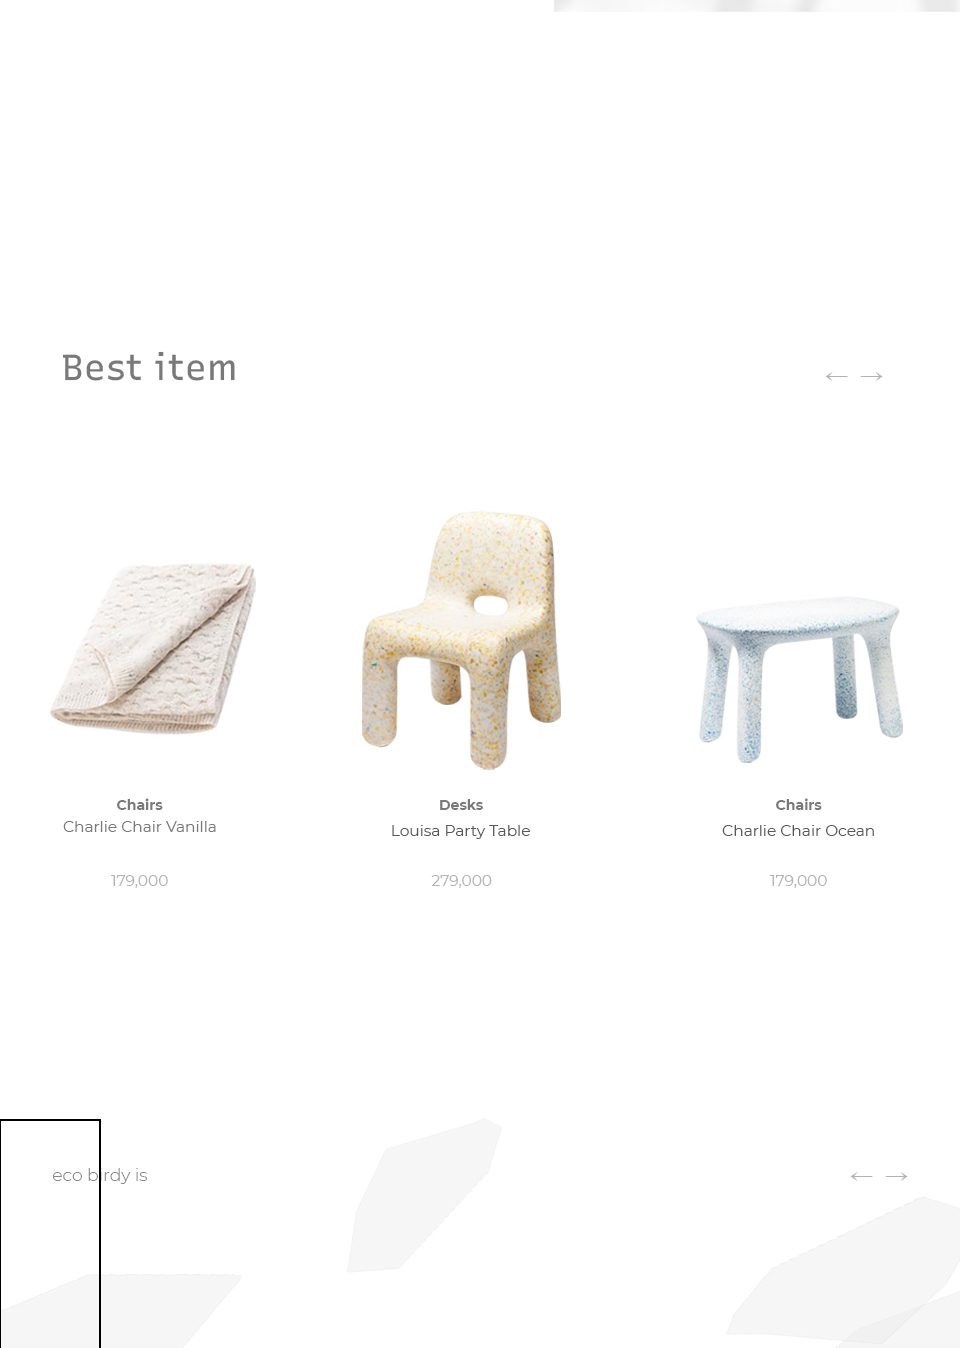 Best item
← →
Chairs
Charlie Chair Vanilla
179,000
Desks
Louisa Party Table
279,000
Chairs
Charlie Chair Ocean
179,000
eco birdy is
← →